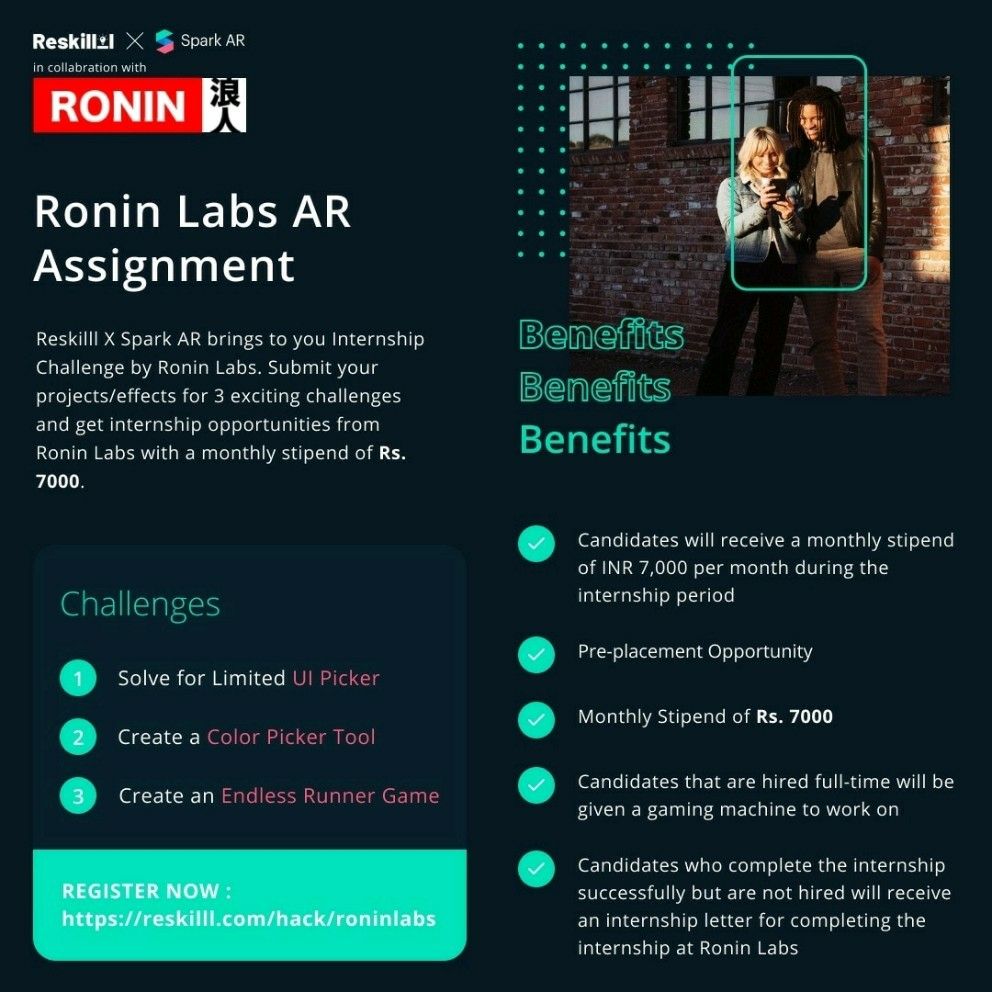 Reskilll X Spark AR
in collabration with
RONIN 浪人
Ronin Labs AR
Assignment
Reskilll X Spark AR brings to you Internship
Challenge by Ronin Labs. Submit your
projects/effects for 3 exciting challenges
and get internship opportunities from
Ronin Labs with a monthly stipend of Rs.
7000.
Challenges
1 Solve for Limited UI Picker
2 Create a Color Picker Tool
3 Create an Endless Runner Game
REGISTER NOW :
https://reskilll.com/hack/roninlabs
Benefits
Benefits
Benefits
Candidates will receive a monthly stipend
of INR 7,000 per month during the
internship period
Pre-placement Opportunity
Monthly Stipend of Rs. 7000
Candidates that are hired full-time will be
given a gaming machine to work on
Candidates who complete the internship
successfully but are not hired will receive
an internship letter for completing the
internship at Ronin Labs